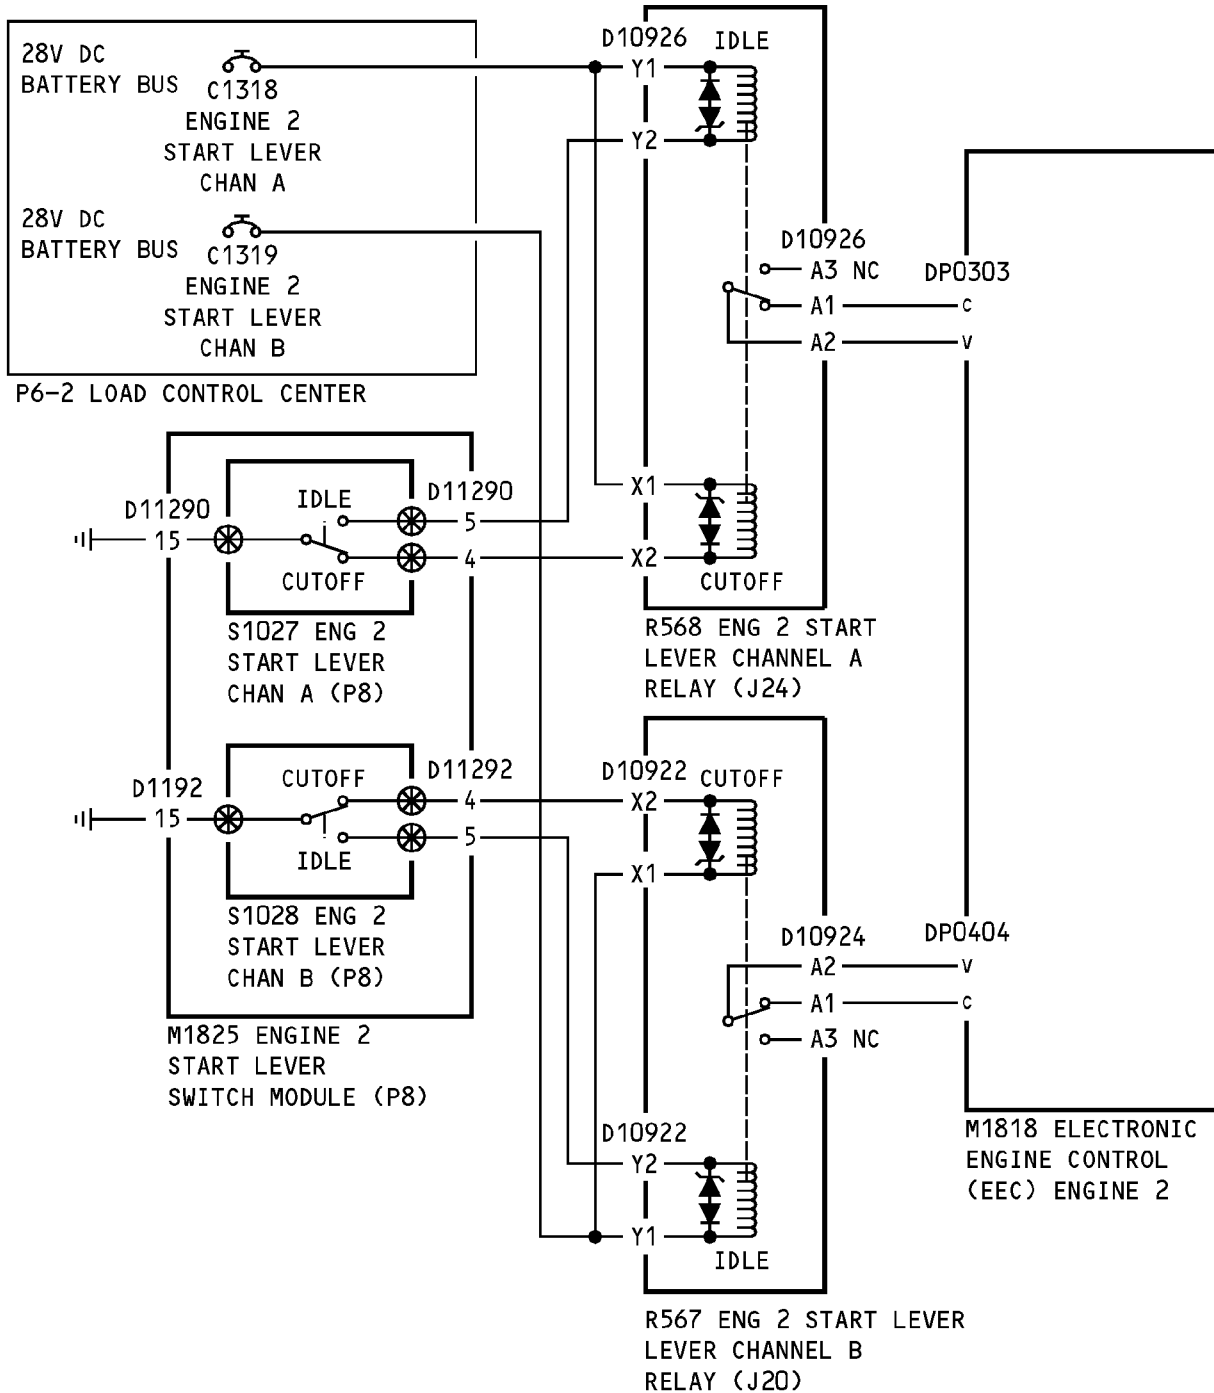 28V DC
BATTERY BUS
C1318
ENGINE 2
START LEVER
CHAN A
28V DC
BATTERY BUS
C1319
ENGINE 2
START LEVER
CHAN B
P6-2 LOAD CONTROL CENTER
D10926
IDLE
Y1
Y2
D10926
A3 NC
A1
A2
DP0303
C
V
X1
X2
CUTOFF
R568 ENG 2 START
LEVER CHANNEL A
RELAY (J24)
D11290
15
IDLE
CUTOFF
D11290
5
4
S1027 ENG 2
START LEVER
CHAN A (P8)
D1192
15
CUTOFF
IDLE
D11292
4
5
S1028 ENG 2
START LEVER
CHAN B (P8)
M1825 ENGINE 2
START LEVER
SWITCH MODULE (P8)
D10922
CUTOFF
X2
X1
D10924
A2
A1
A3 NC
DP0404
V
C
D10922
Y2
Y1
IDLE
R567 ENG 2 START LEVER
LEVER CHANNEL B
RELAY (J20)
M1818 ELECTRONIC
ENGINE CONTROL
(EEC) ENGINE 2